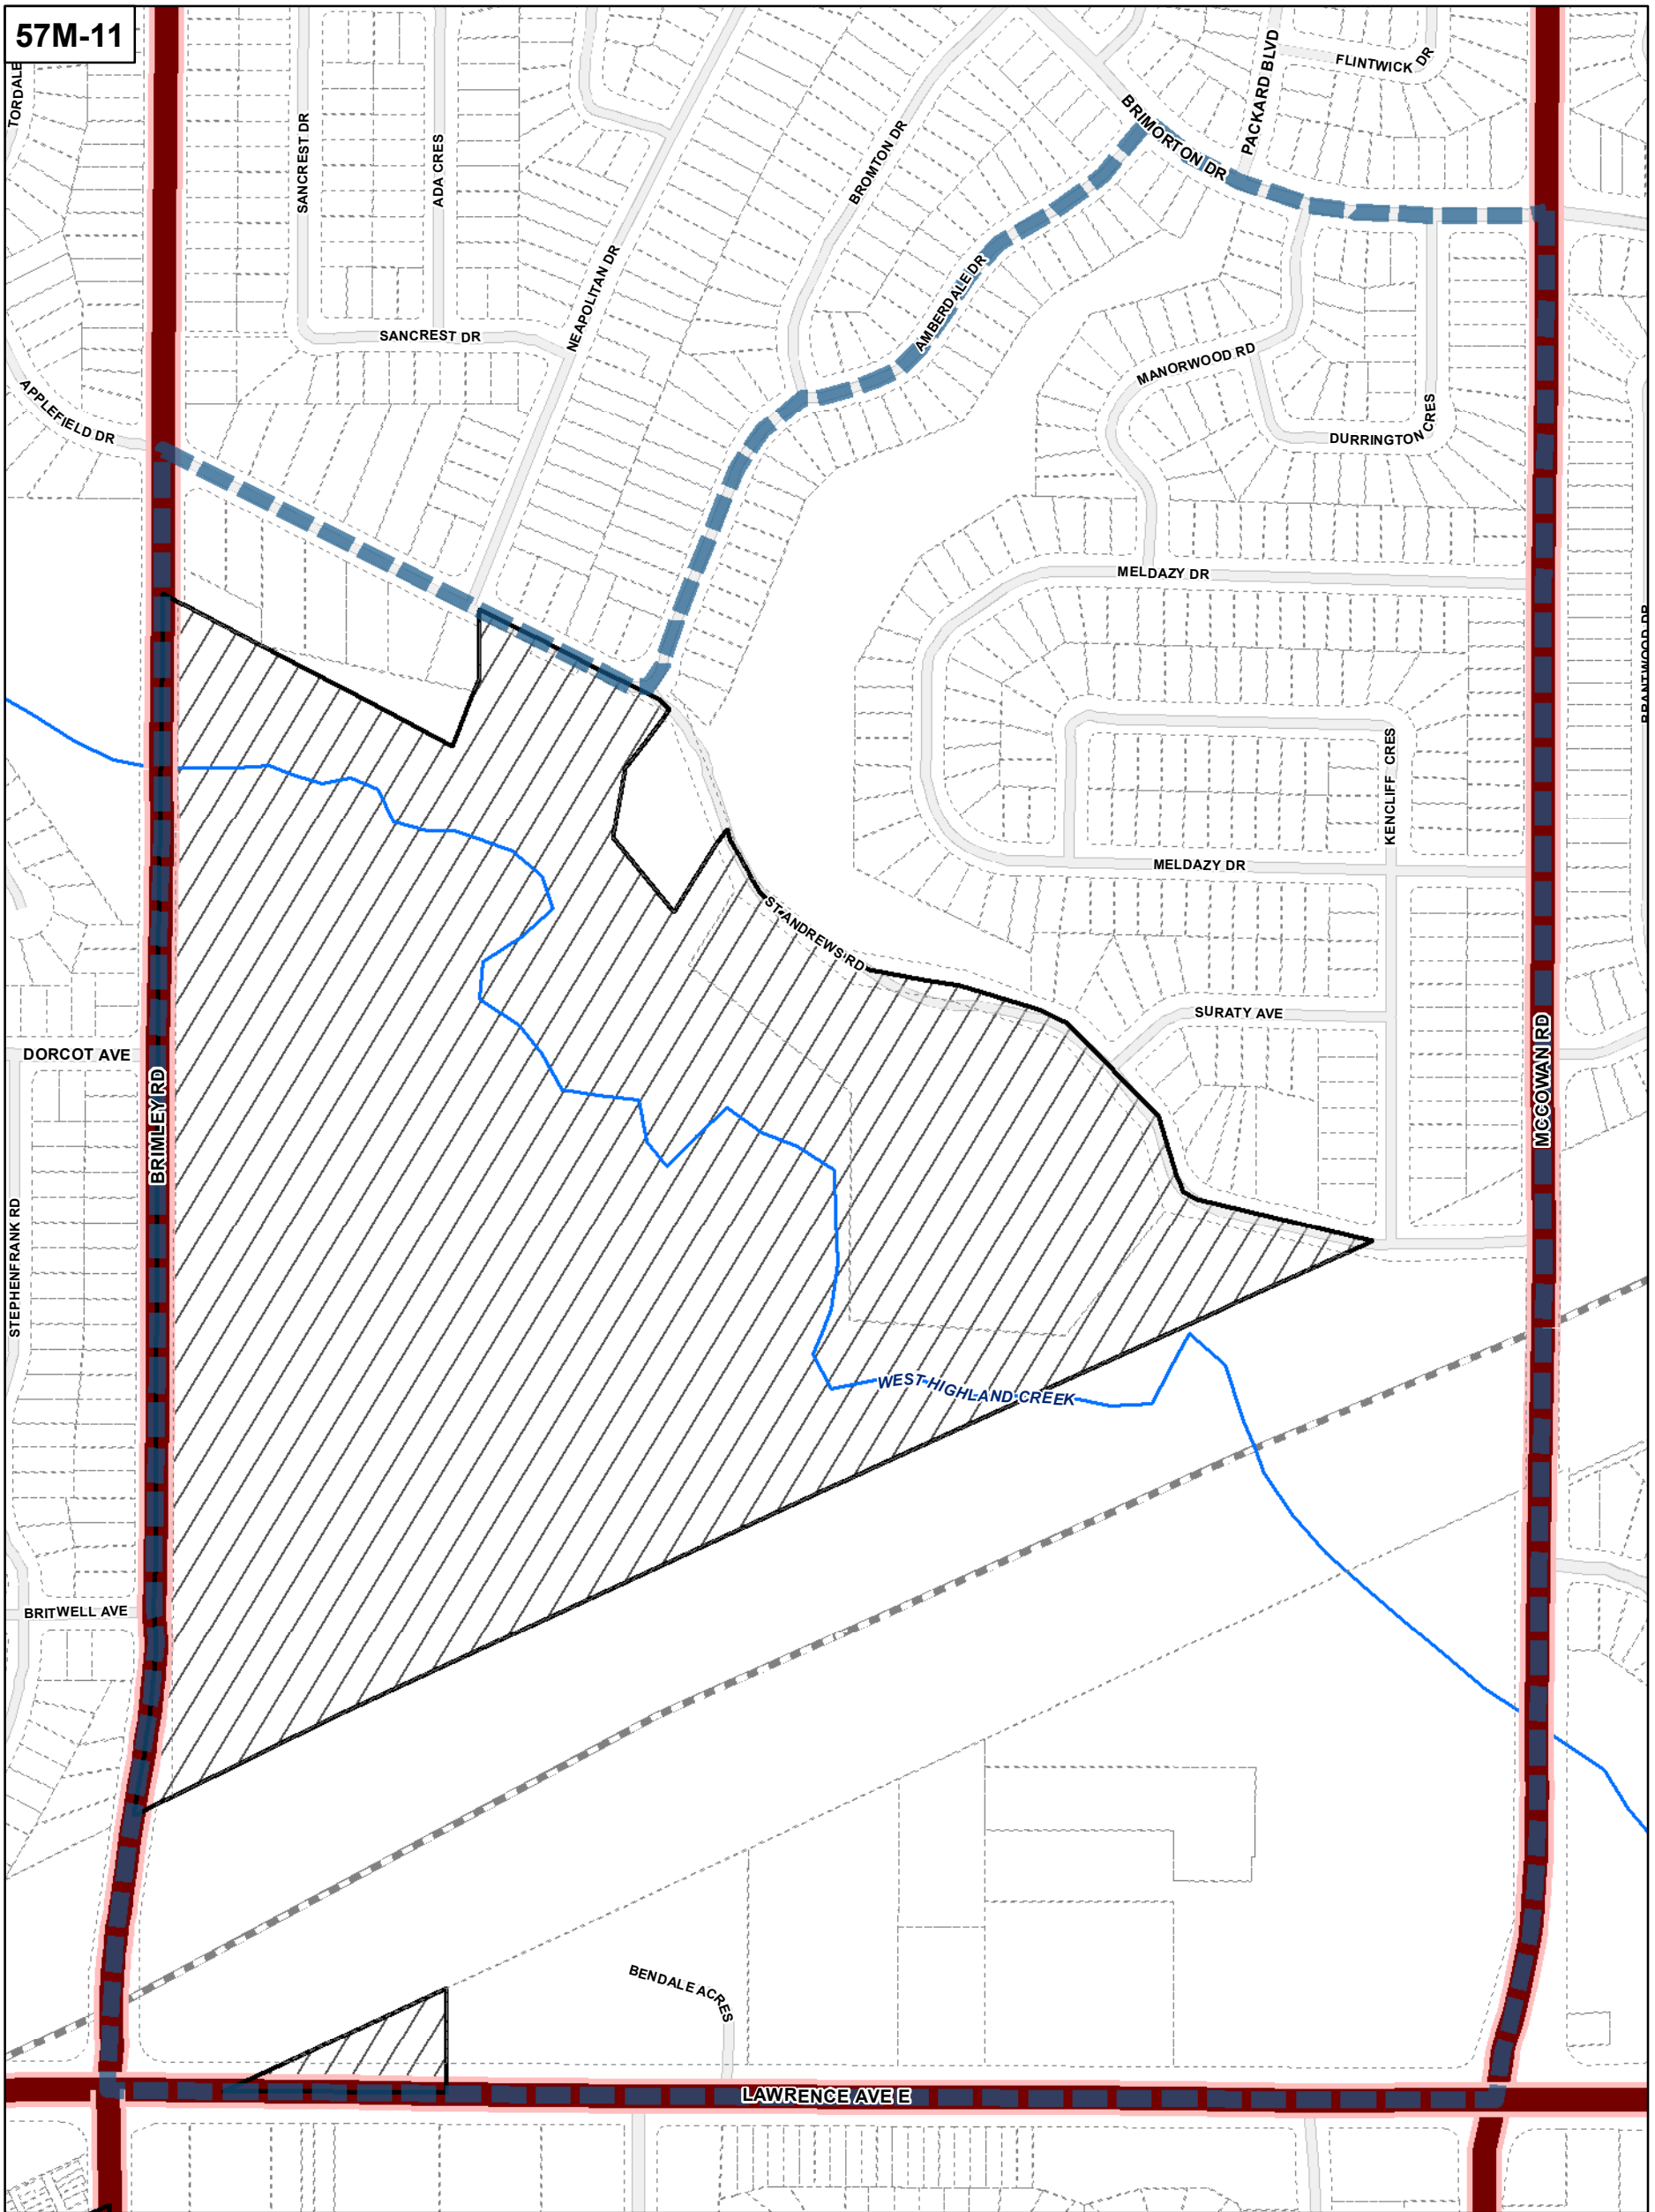 57M-11
TORDALE
SANCREST DR
ADA CRES
NEAPOLITAN DR
BROMTON DR
BRIMORTON DR
PACKARD BLVD
FLINTWICK DR
SANCREST DR
AMBERDALE DR
MANORWOOD RD
APPLEFIELD DR
DURRINGTON CRES
MELDAZY DR
BRANTWOOD DR
KENCLIFF CRES
MELDAZY DR
ST ANDREWS RD
SURATY AVE
DORCOT AVE
BRIMLEY RD
MCCOWAN RD
STEPHENFRANK RD
WEST HIGHLAND CREEK
BRITWELL AVE
BENDALE ACRES
LAWRENCE AVE E